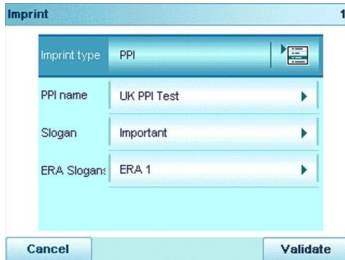 Imprint 1
Imprint type PPI
PPI name UK PPI Test
Slogan Important
ERA Slogans ERA 1
Cancel Validate